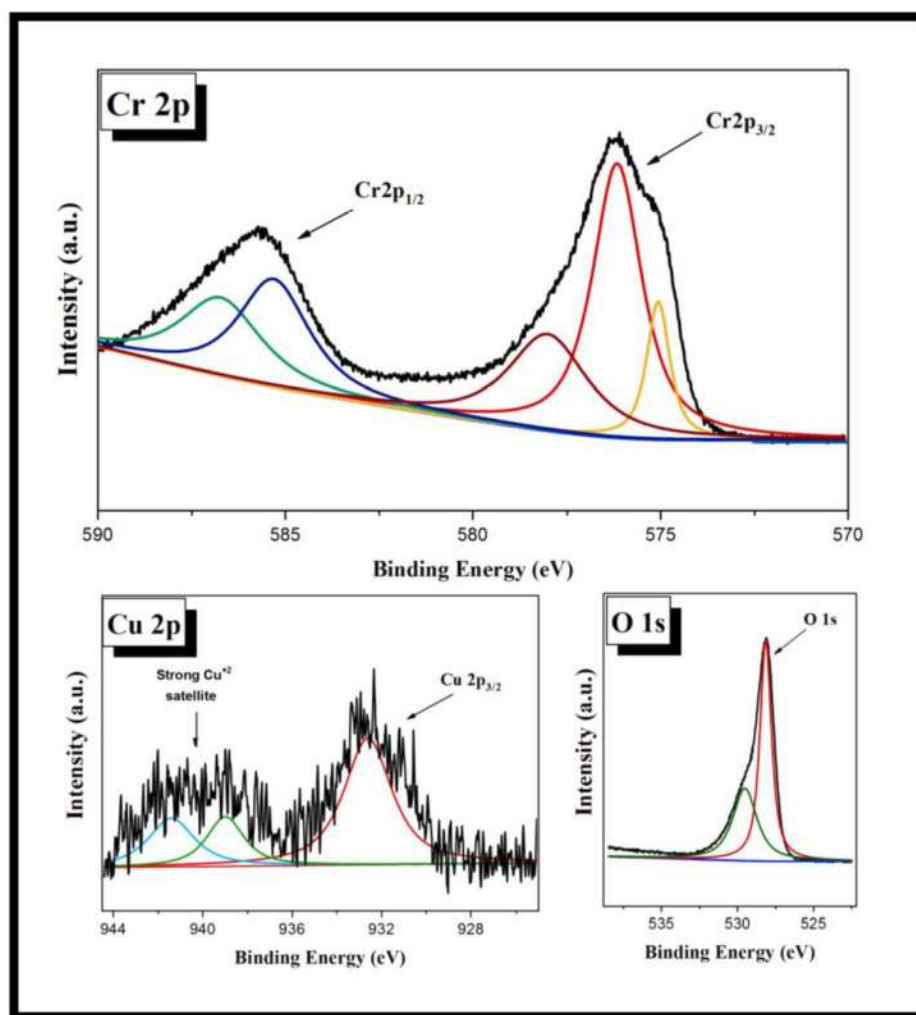 Cr 2p
Cr2p3/2
Cr2p1/2
Intensity (a.u.)
590 585 580 575 570
Binding Energy (eV)
Cu 2p
Strong Cu+2
satellite
Cu 2p3/2
Intensity (a.u.)
944 940 936 932 928
Binding Energy (eV)
O 1s
O 1s
Intensity (a.u.)
535 530 525
Binding Energy (eV)